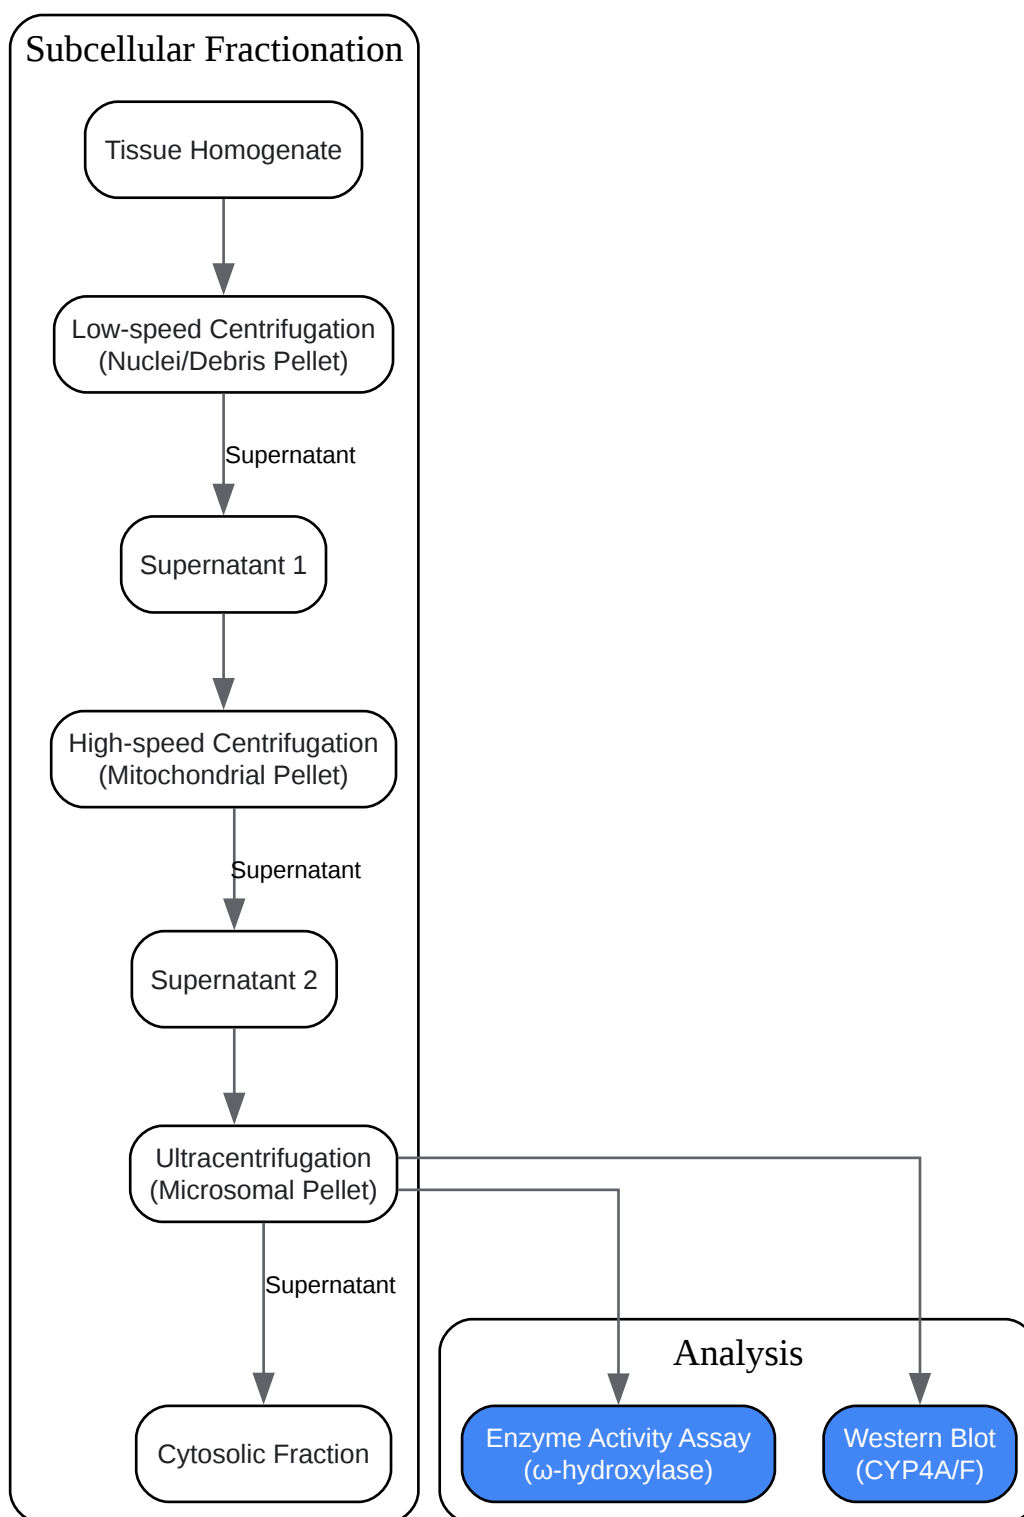 Subcellular Fractionation
Tissue Homogenate
Low-speed Centrifugation
(Nuclei/Debris Pellet)
Supernatant
Supernatant 1
High-speed Centrifugation
(Mitochondrial Pellet)
Supernatant
Supernatant 2
Ultracentrifugation
(Microsomal Pellet)
Supernatant
Cytosolic Fraction
Analysis
Enzyme Activity Assay
(ω-hydroxylase)
Western Blot
(CYP4A/F)